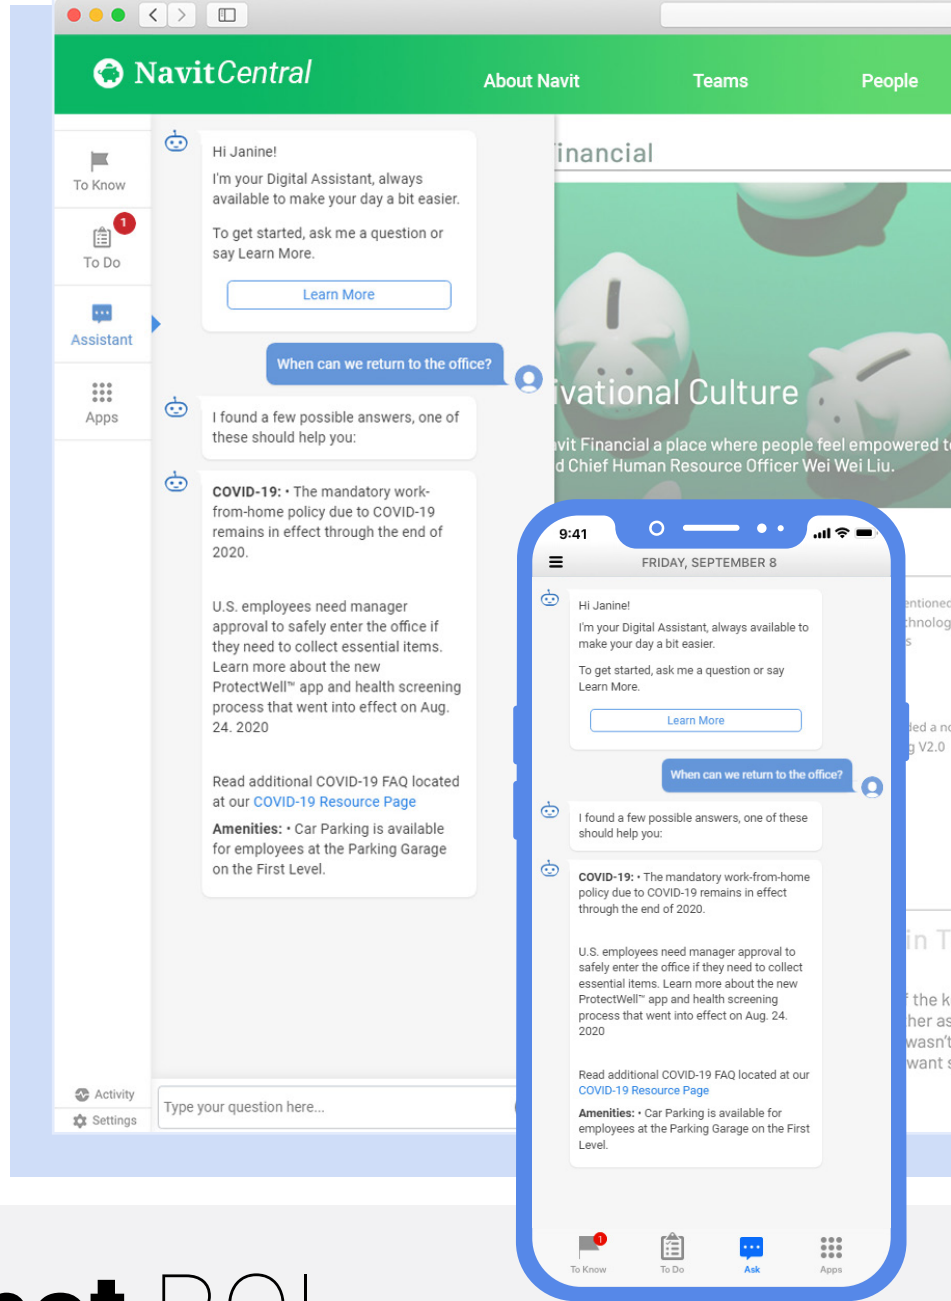 NavitCentral
About Navit
Teams
People
To Know
1
To Do
Assistant
Apps
Hi Janine!
I'm your Digital Assistant, always
available to make your day a bit easier.
To get started, ask me a question or
say Learn More.
Learn More
When can we return to the office?
I found a few possible answers, one of
these should help you:
COVID-19: • The mandatory work-
from-home policy due to COVID-19
remains in effect through the end of
2020.
U.S. employees need manager
approval to safely enter the office if
they need to collect essential items.
Learn more about the new
ProtectWell™ app and health screening
process that went into effect on Aug.
24. 2020
Read additional COVID-19 FAQ located
at our COVID-19 Resource Page
Amenities: • Car Parking is available
for employees at the Parking Garage
on the First Level.
Activity
Settings
Type your question here...
inancial
ivational Culture
vit Financial a place where people feel empowered to
d Chief Human Resource Officer Wei Wei Liu.
9:41
FRIDAY, SEPTEMBER 8
Hi Janine!
I'm your Digital Assistant, always available to
make your day a bit easier.
To get started, ask me a question or say
Learn More.
Learn More
When can we return to the office?
I found a few possible answers, one of these
should help you:
COVID-19: • The mandatory work-from-home
policy due to COVID-19 remains in effect
through the end of 2020.
U.S. employees need manager approval to
safely enter the office if they need to collect
essential items. Learn more about the new
ProtectWell™ app and health screening
process that went into effect on Aug. 24.
2020
Read additional COVID-19 FAQ located at our
COVID-19 Resource Page
Amenities: • Car Parking is available for
employees at the Parking Garage on the First
Level.
1
To Know
To Do
Ask
Apps
entioned
chnolog
s
ded a no
g V2.0
in T
f the k
her as
wasn't
want s